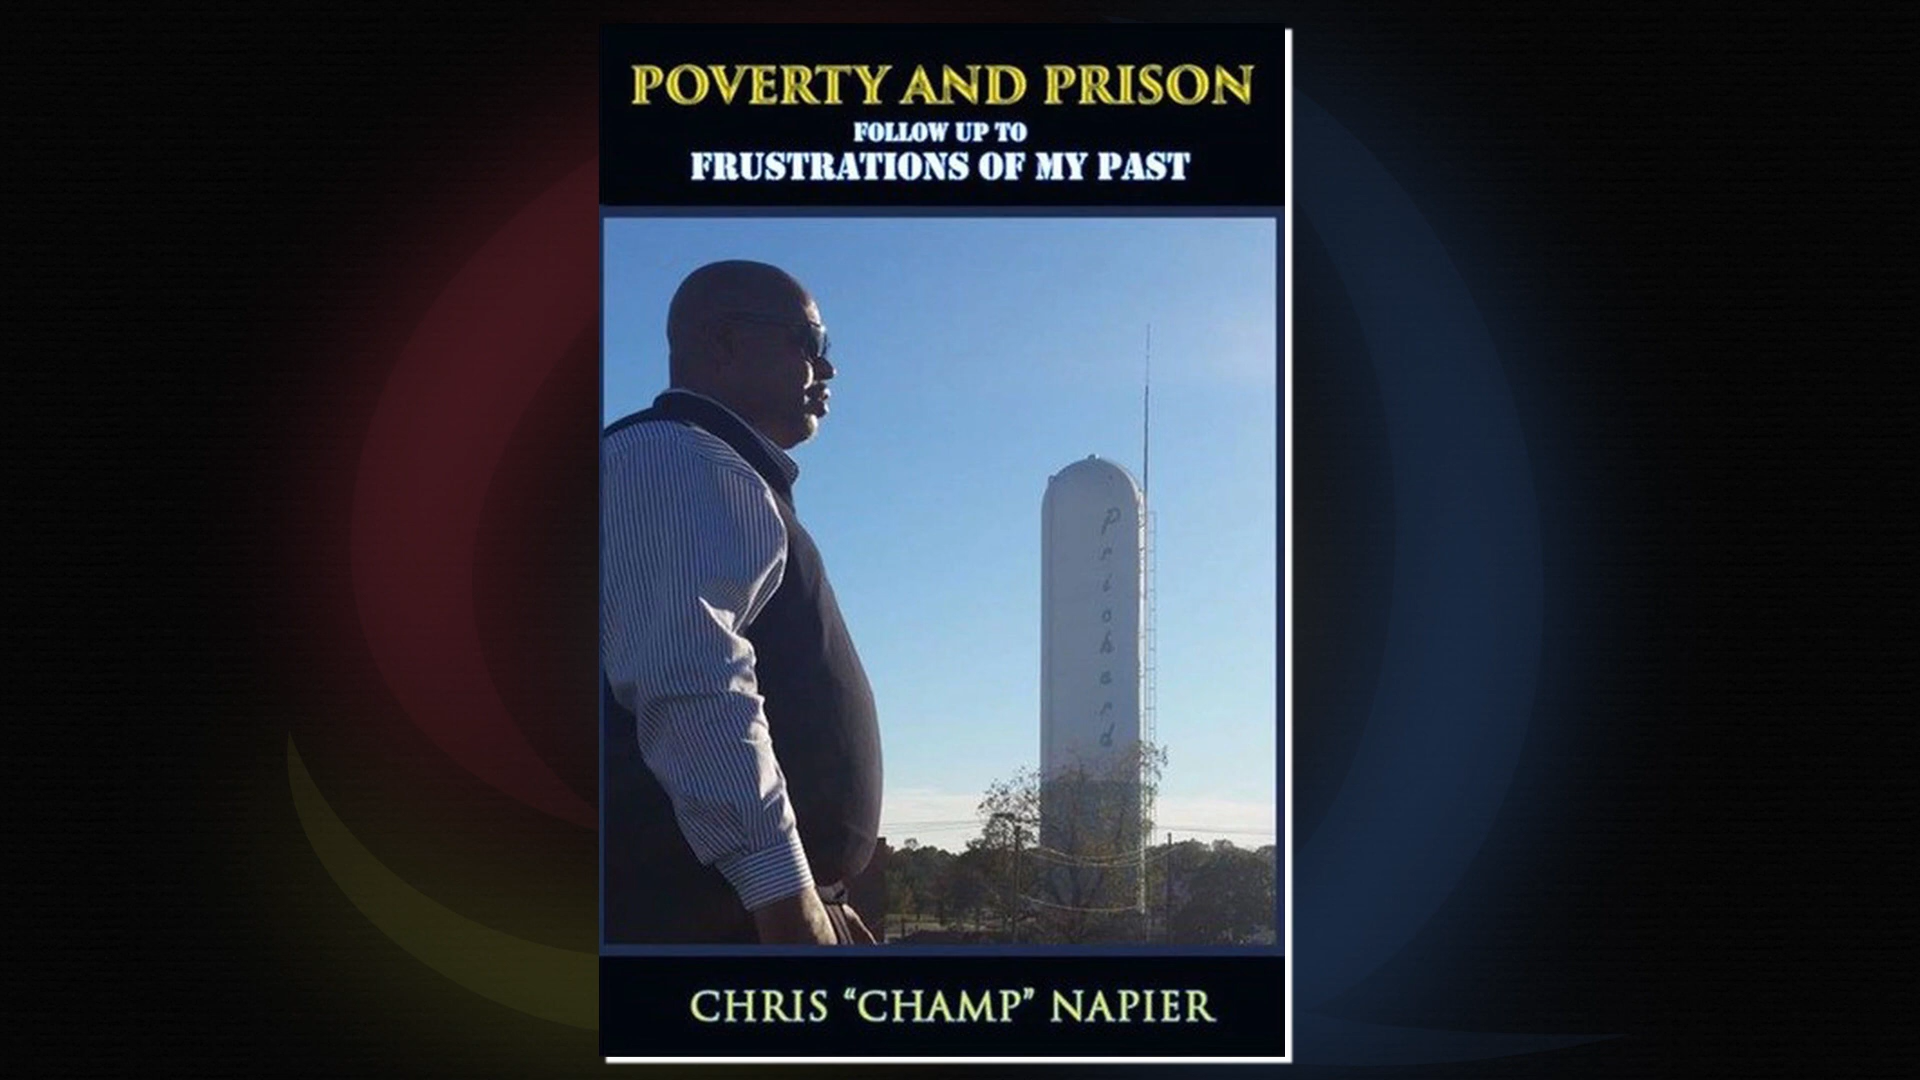 POVERTY AND PRISON
FOLLOW UP TO
FRUSTRATIONS OF MY PAST
Prichard
CHRIS “CHAMP” NAPIER